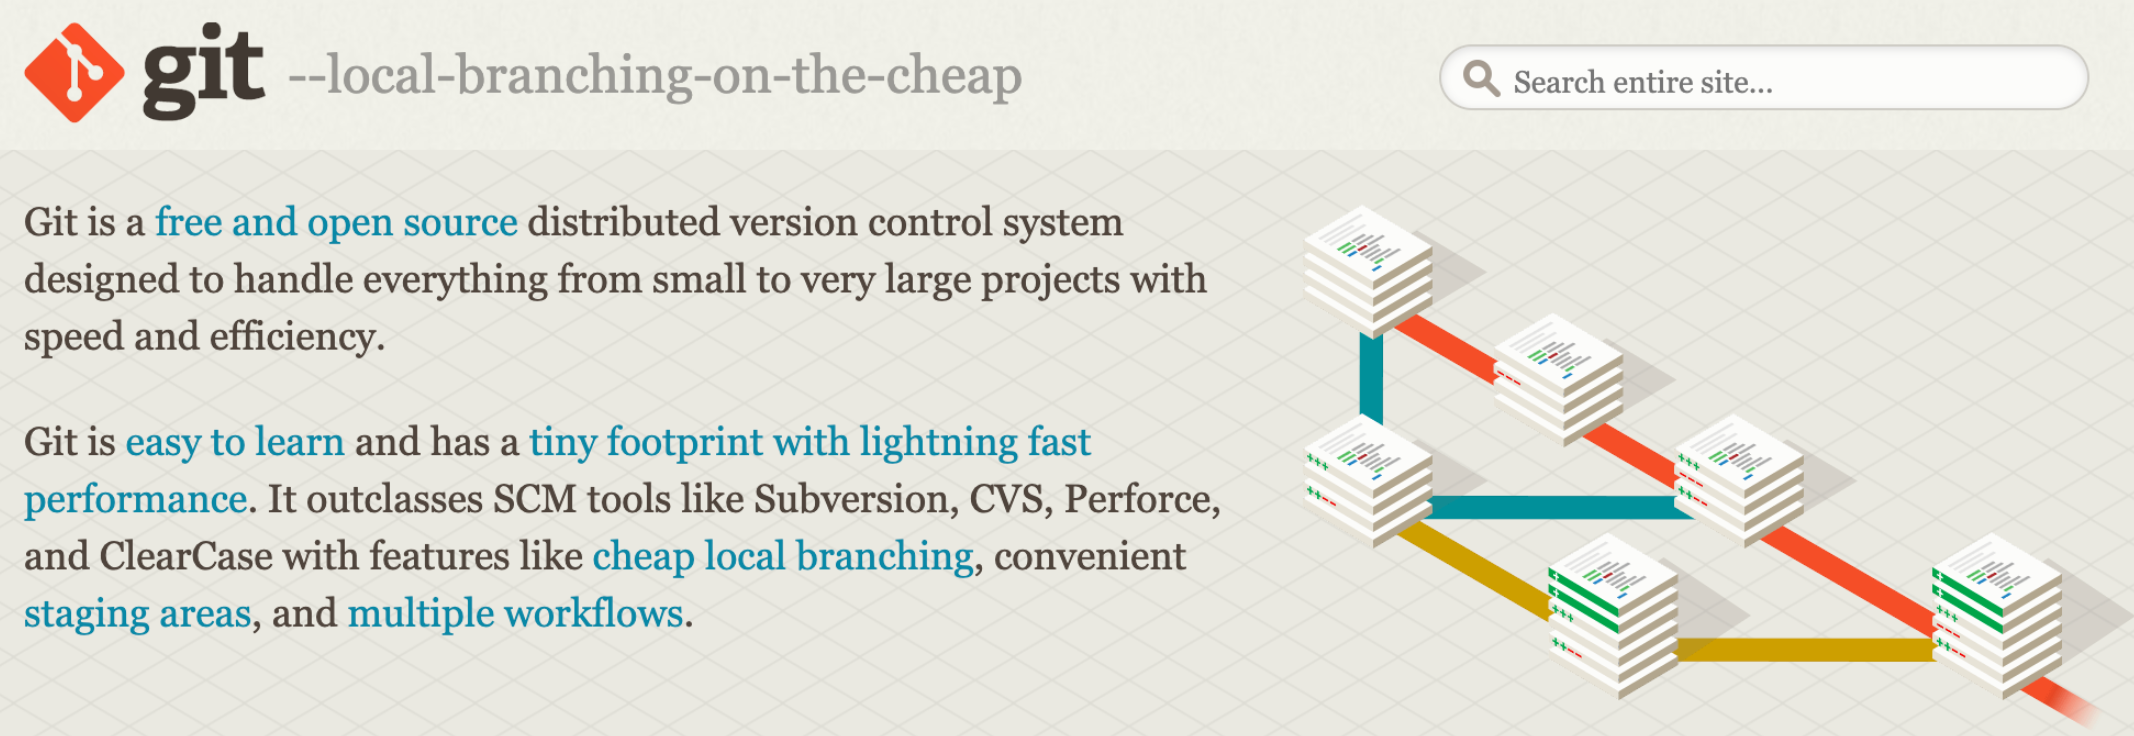 git --local-branching-on-the-cheap
Search entire site...
Git is a free and open source distributed version control system
designed to handle everything from small to very large projects with
speed and efficiency.
Git is easy to learn and has a tiny footprint with lightning fast
performance. It outclasses SCM tools like Subversion, CVS, Perforce,
and ClearCase with features like cheap local branching, convenient
staging areas, and multiple workflows.